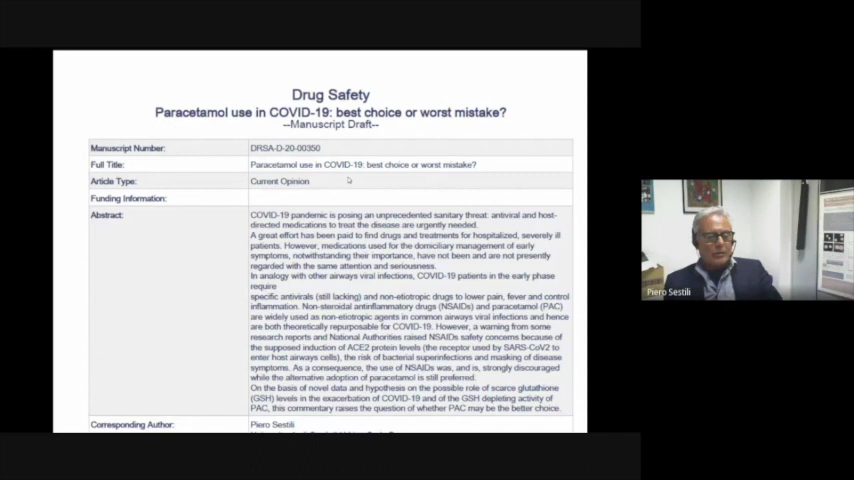 Drug Safety
Paracetamol use in COVID-19: best choice or worst mistake?
--Manuscript Draft--
Manuscript Number: DRSA-D-20-00350
Full Title: Paracetamol use in COVID-19: best choice or worst mistake?
Article Type: Current Opinion
Funding Information:
Abstract: COVID-19 pandemic is posing an unprecedented sanitary threat: antiviral and host-
directed medications to treat the disease are urgently needed.
A great effort has been paid to find drugs and treatments for hospitalized, severely ill
patients. However, medications used for the domiciliary management of early
symptoms, notwithstanding their importance, have not been and are not presently
regarded with the same attention and seriousness.
In analogy with other airways viral infections, COVID-19 patients in the early phase
require
specific antivirals (still lacking) and non-etiotropic drugs to lower pain, fever and control
inflammation. Non-steroidal antiinflammatory drugs (NSAIDs) and paracetamol (PAC)
are widely used as non-etiotropic agents in common airways viral infections and hence
are both theoretically repurposable for COVID-19. However, a warning from some
research reports and National Authorities raised NSAIDs safety concerns because of
the supposed induction of ACE2 protein levels (the receptor used by SARS-CoV2 to
enter host airways cells), the risk of bacterial superinfections and masking of disease
symptoms. As a consequence, the use of NSAIDs was, and is, strongly discouraged
while the alternative adoption of paracetamol is still preferred.
On the basis of novel data and hypothesis on the possible role of scarce glutathione
(GSH) levels in the exacerbation of COVID-19 and of the GSH depleting activity of
PAC, this commentary raises the question of whether PAC may be the better choice.
Corresponding Author: Piero Sestili
Piero Sestili